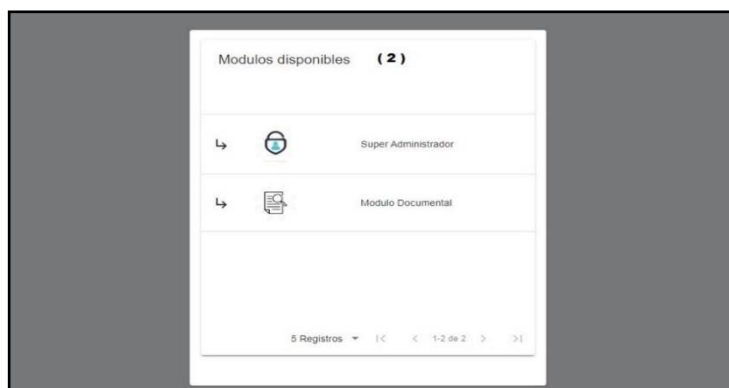 Modulos disponibles (2)
Super Administrador
Modulo Documental
5 Registros 1-2 de 2